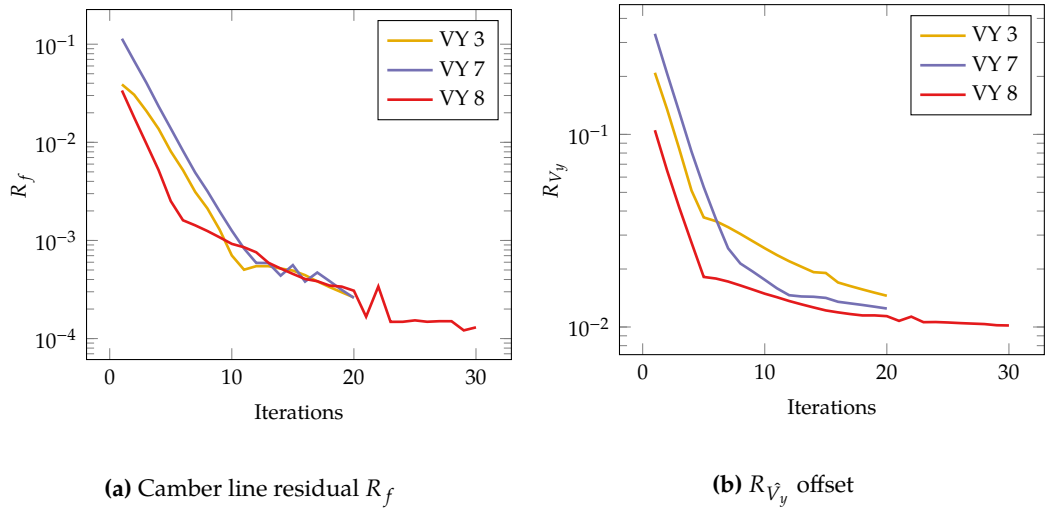 10^{-1}
10^{-2}
10^{-3}
10^{-4}
R_f
0 10 20 30
Iterations
VY 3
VY 7
VY 8
(a) Camber line residual R_f
10^{-1}
10^{-2}
R_{V_y}
0 10 20 30
Iterations
VY 3
VY 7
VY 8
(b) R_{\hat{V_y}} offset